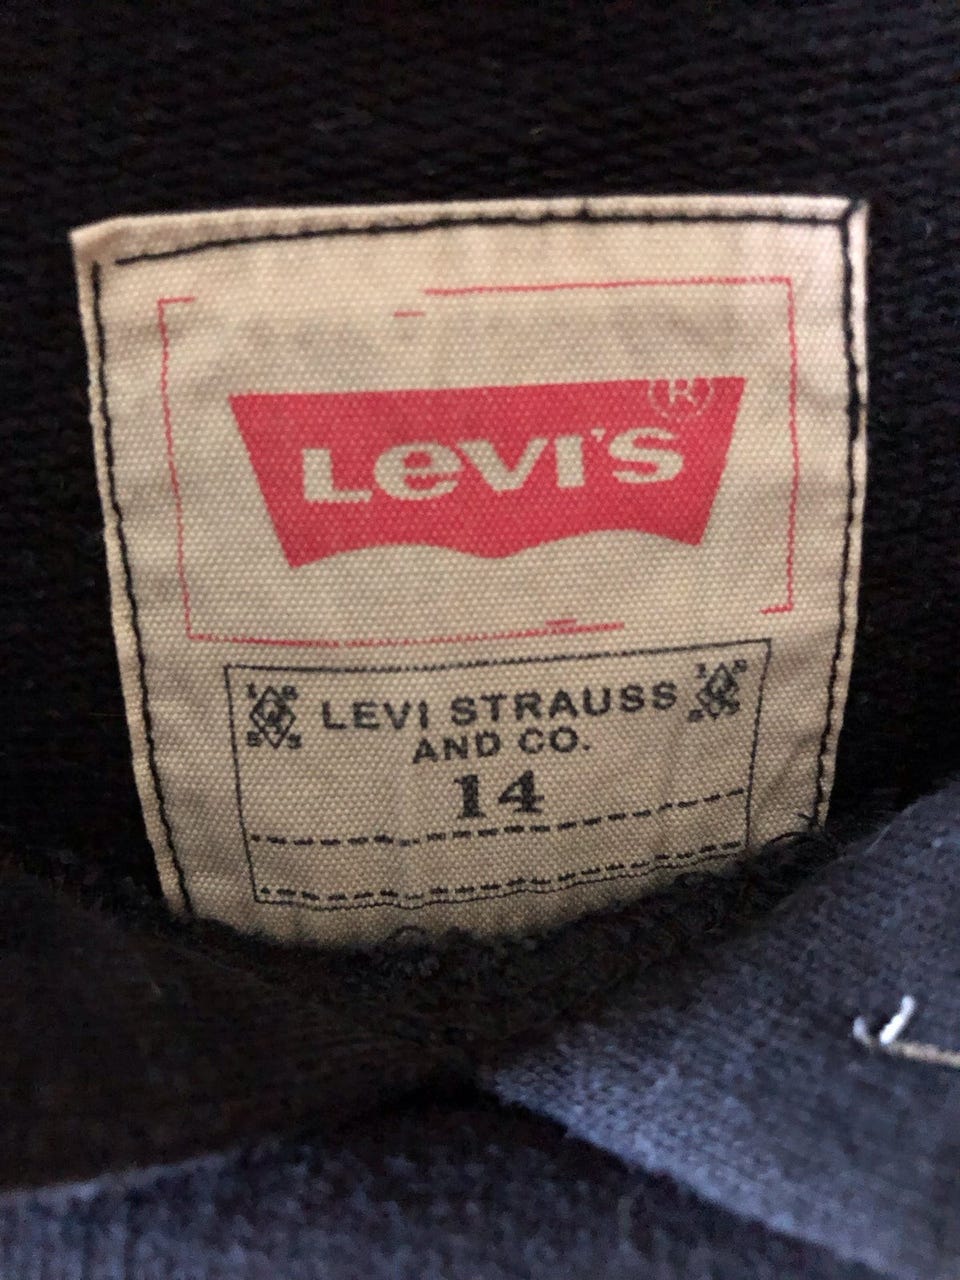 LEVI'S®
LEVI STRAUSS
AND CO.
14